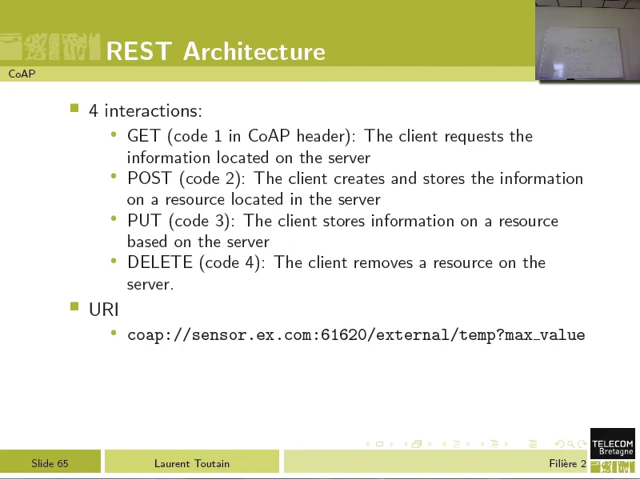 REST Architecture
CoAP
4 interactions:
GET (code 1 in CoAP header): The client requests the
information located on the server
POST (code 2): The client creates and stores the information
on a resource located in the server
PUT (code 3): The client stores information on a resource
based on the server
DELETE (code 4): The client removes a resource on the
server.
URI
coap://sensor.ex.com:61620/external/temp?max_value
TELECOM
Bretagne
Slide 65
Laurent Toutain
Filière 2